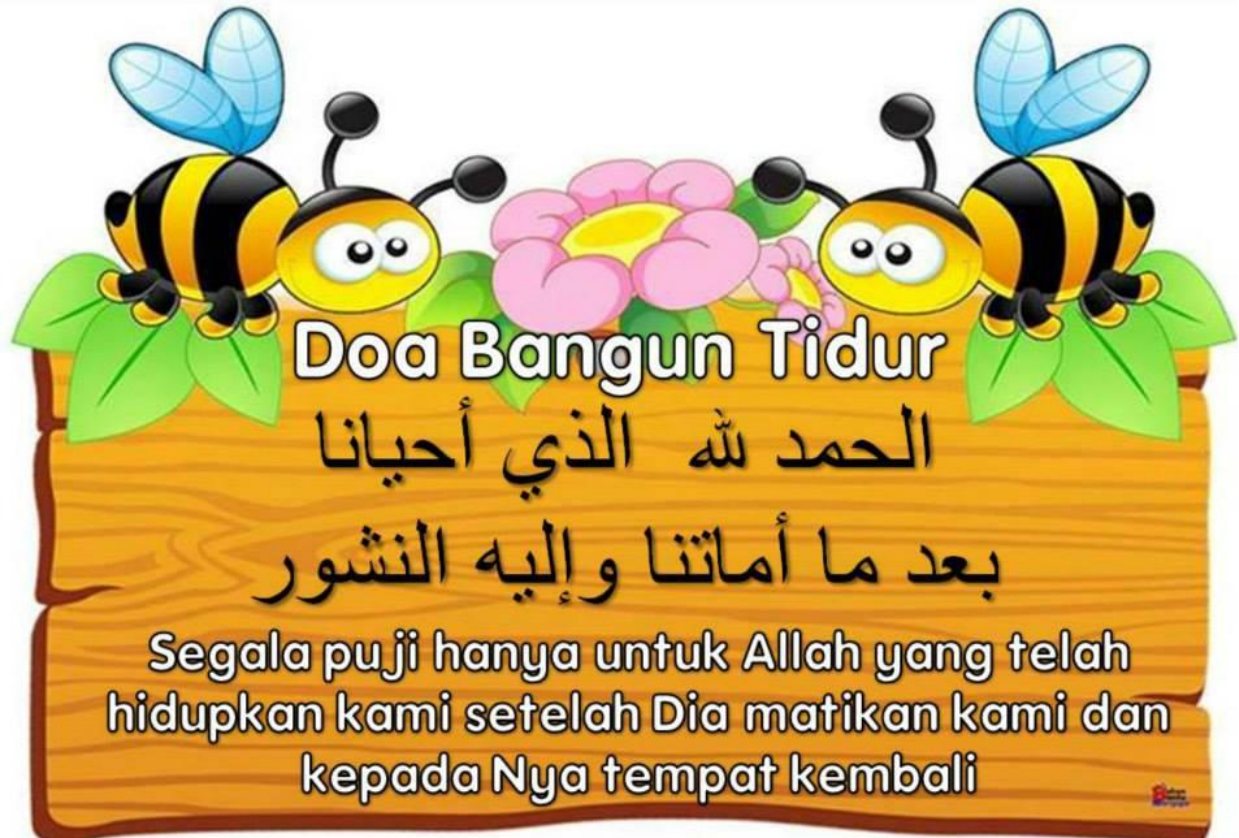 Doa Bangun Tidur
الحمد لله الذي أحيانا
بعد ما أماتنا وإليه النشور
Segala puji hanya untuk Allah yang telah
hidupkan kami setelah Dia matikan kami dan
kepada Nya tempat kembali